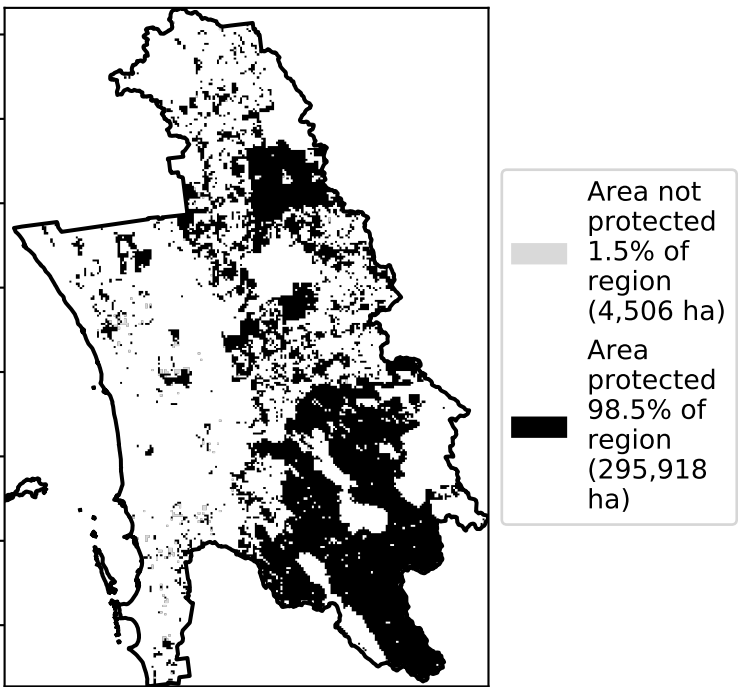 Area not
protected
1.5% of
region
(4,506 ha)
Area
protected
98.5% of
region
(295,918
ha)